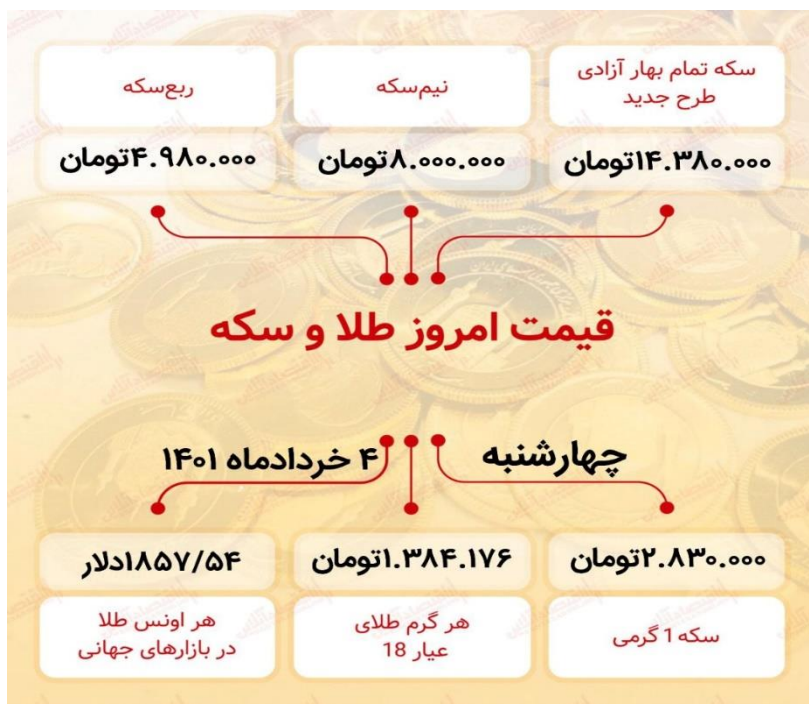 سکه تمام بهار آزادی
طرح جدید
نیم‌سکه
ربع‌سکه
۱۴.۳۸۰.۰۰۰تومان
۸.۰۰۰.۰۰۰تومان
۴.۹۸۰.۰۰۰تومان
قیمت امروز طلا و سکه
چهارشنبه
۴ خردادماه ۱۴۰۱
۲.۸۳۰.۰۰۰تومان
۱.۳۸۴.۱۷۶تومان
۱۸۵۷/۵۴دلار
سکه 1 گرمی
هر گرم طلای
عیار 18
هر اونس طلا
در بازارهای جهانی